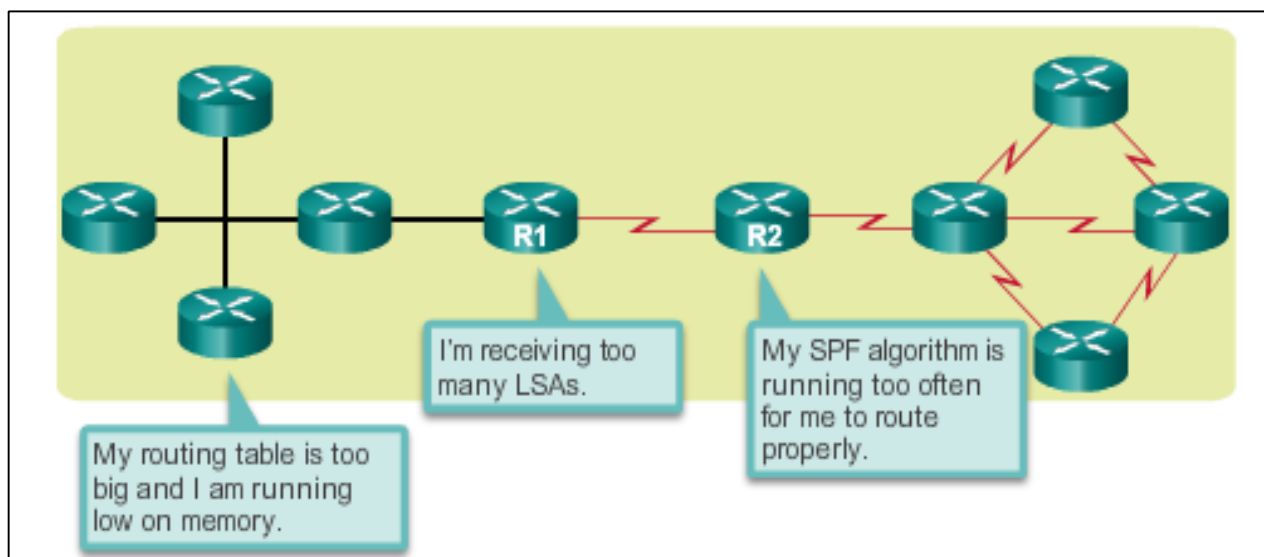 R1
R2
I'm receiving too
many LSAs.
My SPF algorithm is
running too often
for me to route
properly.
My routing table is too
big and I am running
low on memory.